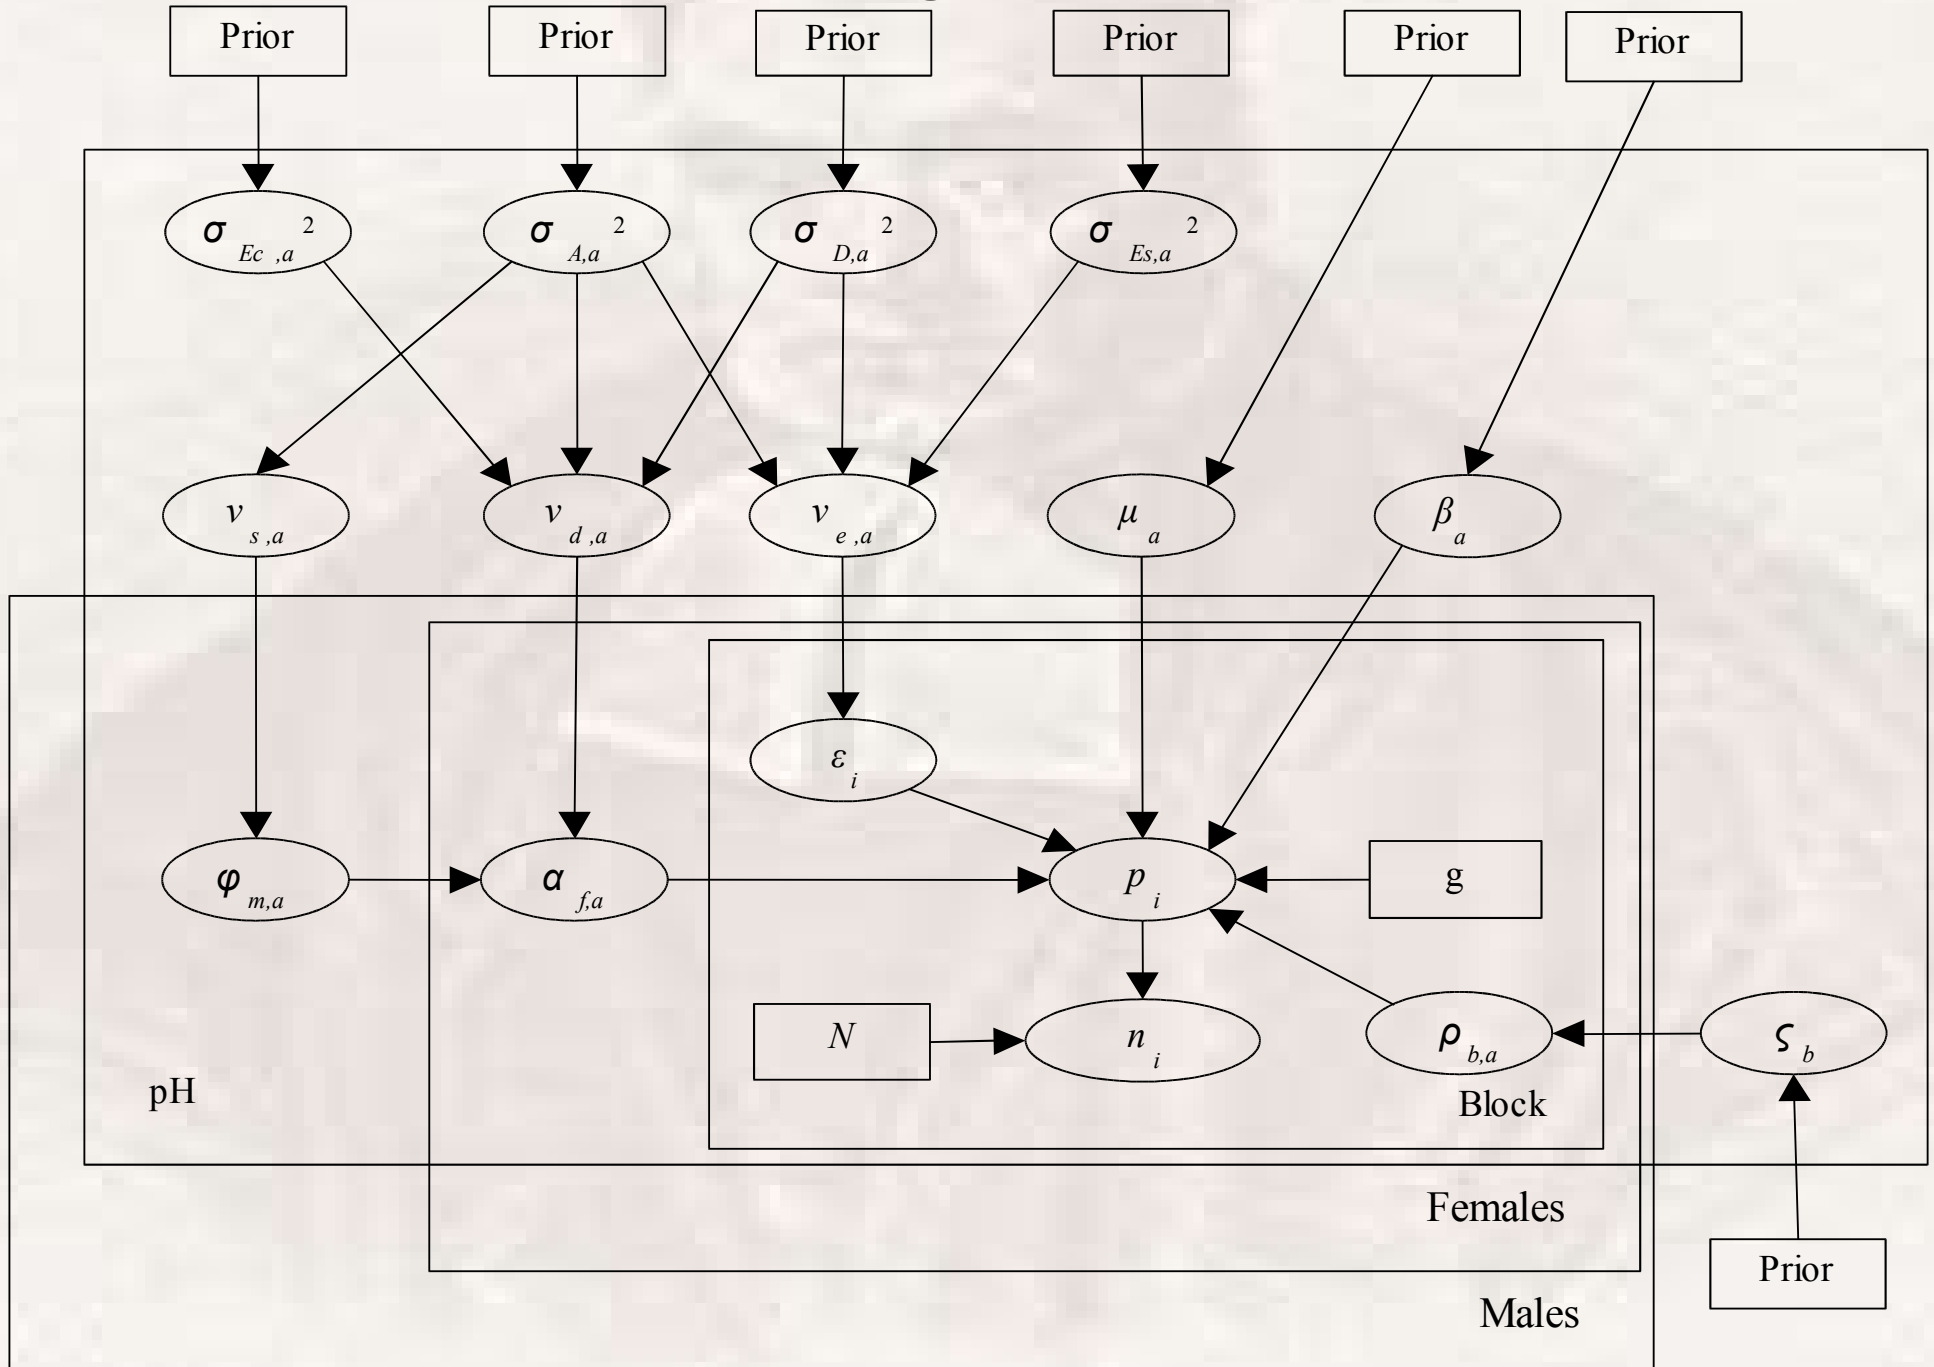 Prior Prior Prior Prior Prior Prior
σ Ec ,a 2 σ A,a 2 σ D,a 2 σ Es,a 2
v s ,a v d ,a v e ,a μ a β a
ε i
φ m,a α f,a p i g
N n i ρ b,a ς b
pH Block
Females
Prior
Males